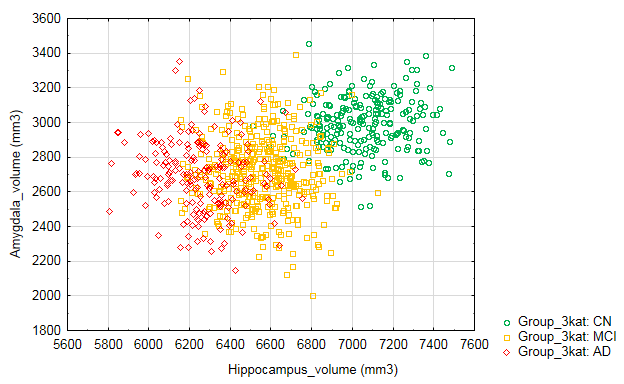 3600
3400
3200
3000
2800
2600
2400
2200
2000
1800
Amygdala_volume (mm3)
5600 5800 6000 6200 6400 6600 6800 7000 7200 7400 7600
Hippocampus_volume (mm3)
Group_3kat: CN
Group_3kat: MCI
Group_3kat: AD